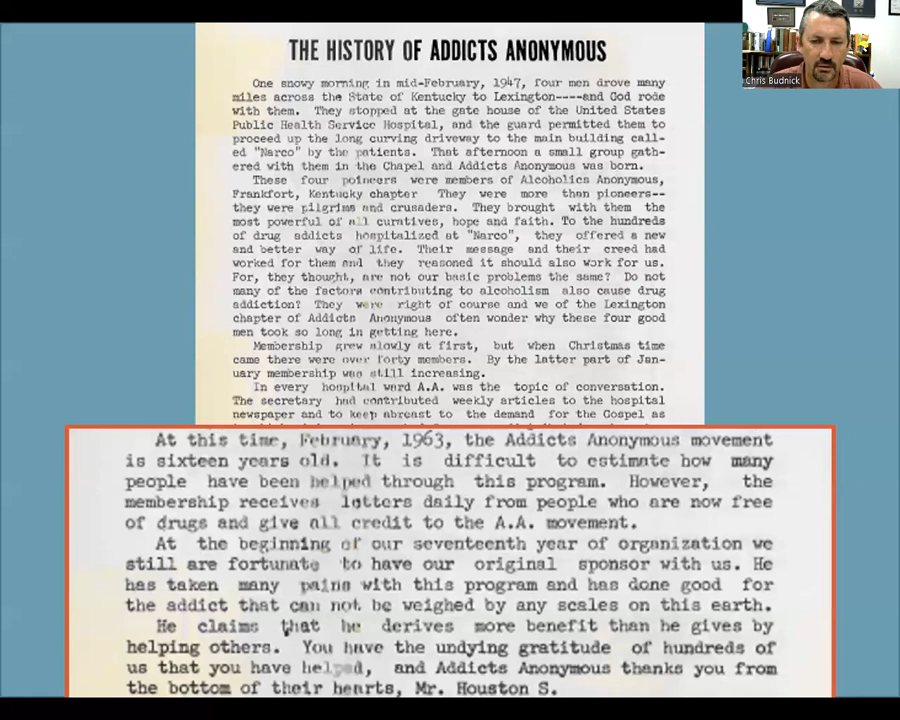 Chris Budnick
THE HISTORY OF ADDICTS ANONYMOUS
One snowy morning in mid-February, 1947, four men drove many
miles across the State of Kentucky to Lexington----and God rode
with them. They stopped at the gate house of the United States
Public Health Service Hospital, and the guard permitted them to
proceed up the long curving driveway to the main building call-
ed "Narco" by the patients. That afternoon a small group gath-
ered with them in the Chapel and Addicts Anonymous was born.
These four poineers were members of Alcoholics Anonymous,
Frankfort, Kentucky chapter They were more than pioneers--
they were pilgrims and crusaders. They brought with them the
most powerful of all curatives, hope and faith. To the hundreds
of drug addicts hospitalized at "Narco", they offered a new
and better way of life. Their message and their creed had
worked for them and they reasoned it should also work for us.
For, they thought, are not our basic problems the same? Do not
many of the factors contributing to alcoholism also cause drug
addiction? They were right of course and we of the Lexington
chapter of Addicts Anonymous often wonder why these four good
men took so long in getting here.
Membership grew slowly at first, but when Christmas time
came there were over forty members. By the latter part of Jan-
uary membership was still increasing.
In every hospital ward A.A. was the topic of conversation.
The secretary had contributed weekly articles to the hospital
newspaper and to keep abreast to the demand for the Gospel as
At this time, February, 1963, the Addicts Anonymous movement
is sixteen years old. It is difficult to estimate how many
people have been helped through this program. However, the
membership receives letters daily from people who are now free
of drugs and give all credit to the A.A. movement.
At the beginning of our seventeenth year of organization we
still are fortunate to have our original sponsor with us. He
has taken many pains with this program and has done good for
the addict that can not be weighed by any scales on this earth.
He claims that he derives more benefit than he gives by
helping others. You have the undying gratitude of hundreds of
us that you have helped, and Addicts Anonymous thanks you from
the bottom of their hearts, Mr. Houston S.